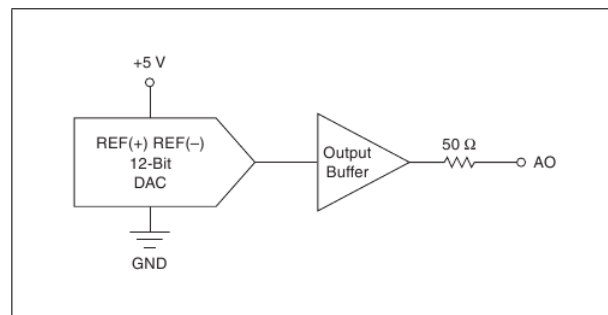 +5 V
REF(+) REF(–)
12-Bit
DAC
GND
Output
Buffer
50 Ω
AO